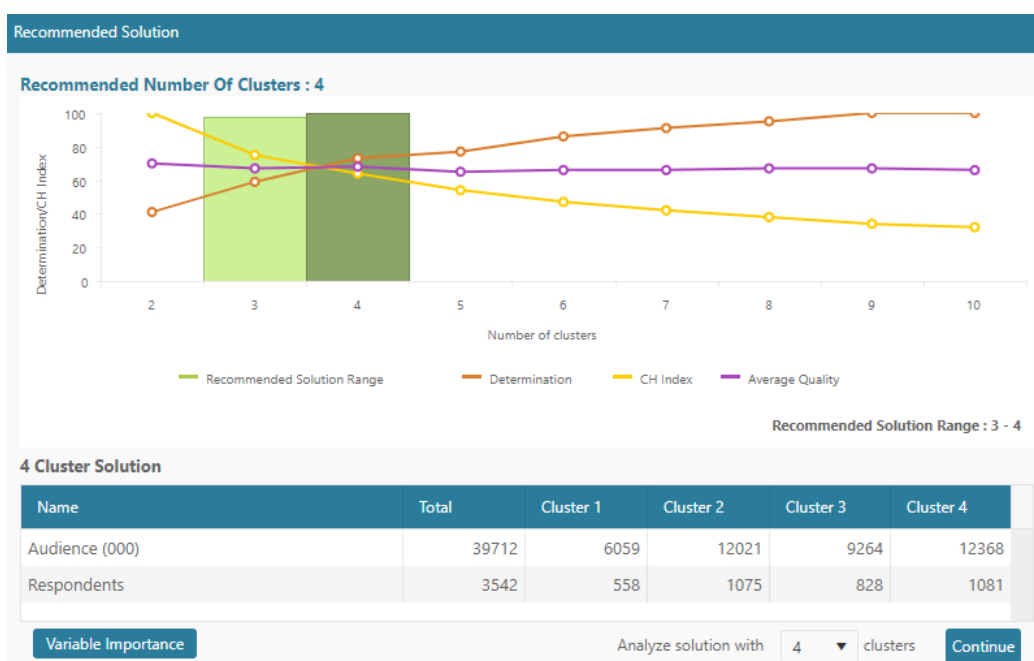 Recommended Solution
Recommended Number Of Clusters : 4
100
80
60
40
20
0
Determination/CH Index
2 3 4 5 6 7 8 9 10
Number of clusters
Recommended Solution Range Determination CH Index Average Quality
Recommended Solution Range : 3 - 4
4 Cluster Solution
Name Total Cluster 1 Cluster 2 Cluster 3 Cluster 4
Audience (000) 39712 6059 12021 9264 12368
Respondents 3542 558 1075 828 1081
Variable Importance Analyze solution with 4 clusters Continue